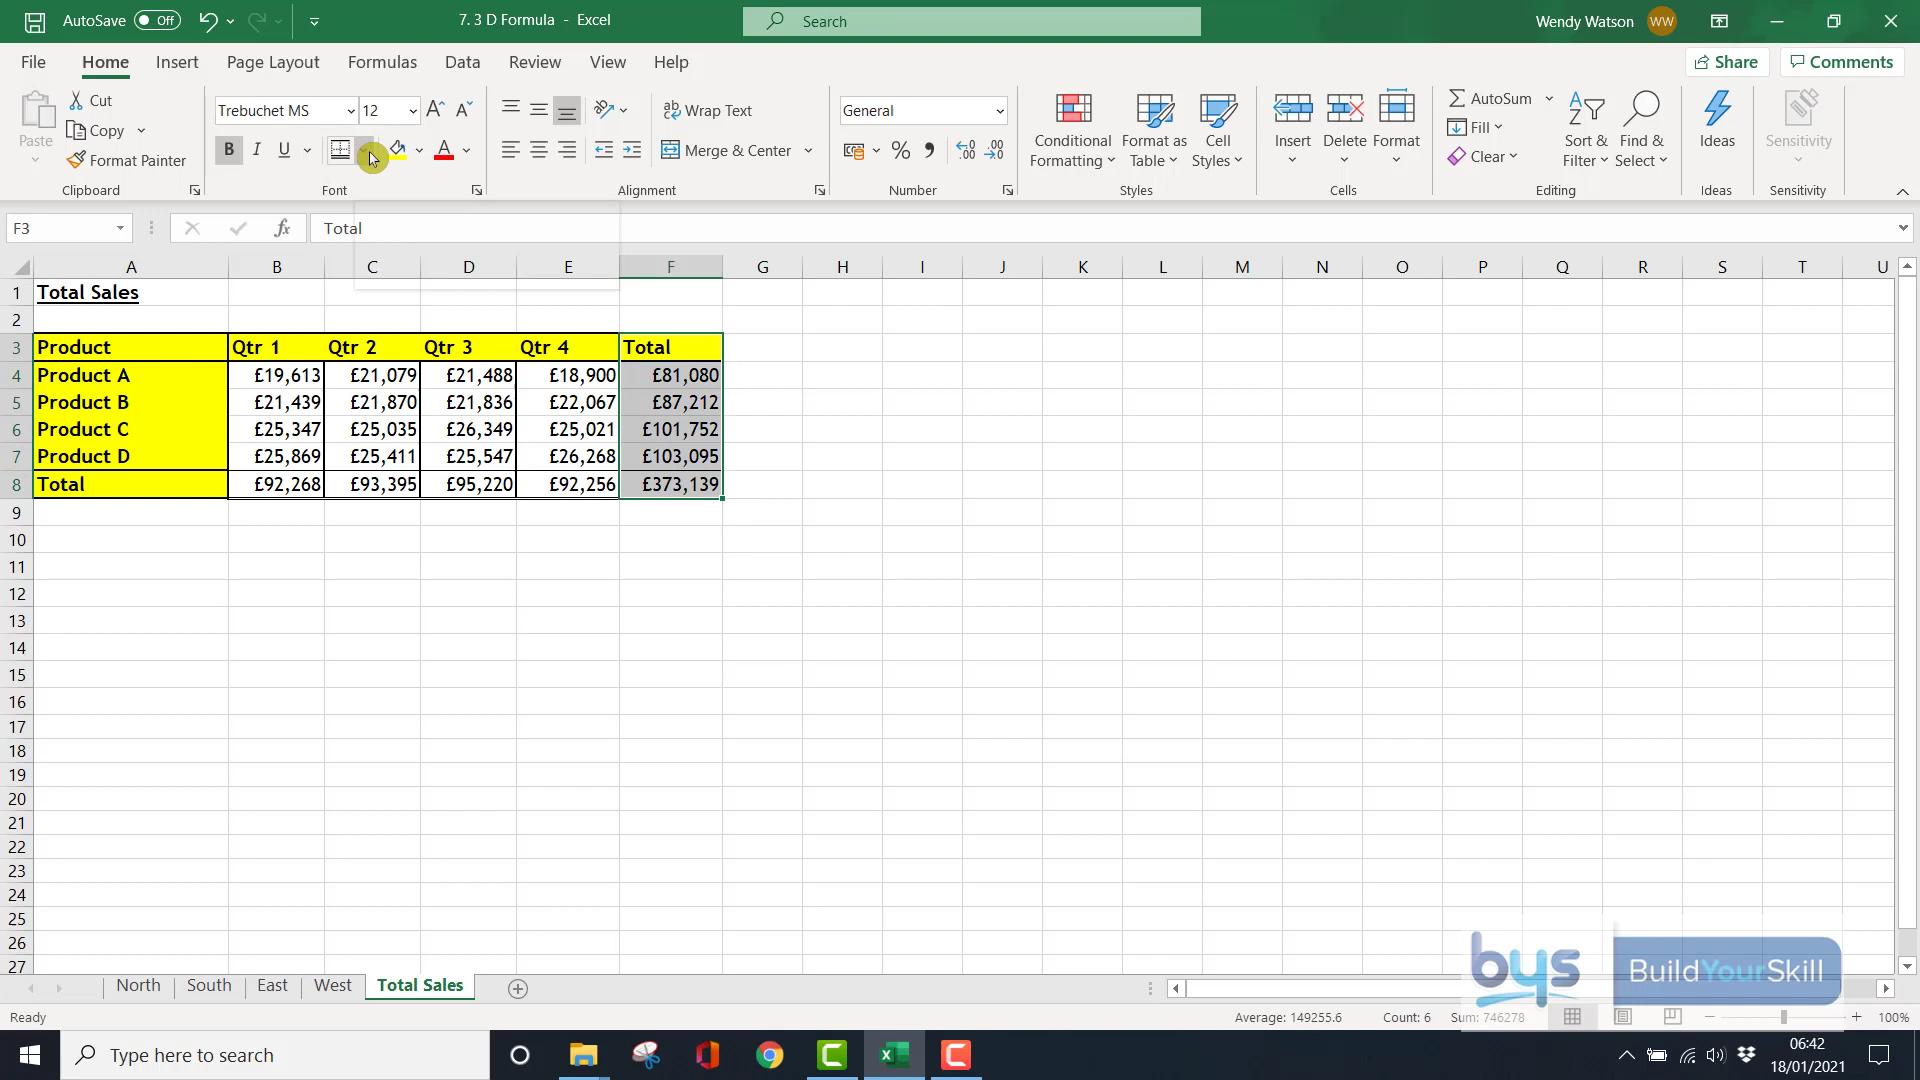 AutoSave Off 7. 3 D Formula - Excel Search Wendy Watson WW
File Home Insert Page Layout Formulas Data Review View Help Share Comments
Paste
Cut
Copy
Format Painter
Clipboard
Trebuchet MS 12
B I U A
Font
Wrap Text
Merge & Center
Alignment
General
Number
Conditional Formatting
Format as Table
Cell Styles
Styles
Insert Delete Format
Cells
AutoSum
Fill
Clear
Sort & Filter
Find & Select
Editing
Ideas
Ideas
Sensitivity
Sensitivity
F3 fx Total
A B C D E F G H I J K L M N O P Q R S T U
1 Total Sales
2
3 Product Qtr 1 Qtr 2 Qtr 3 Qtr 4 Total
4 Product A £19,613 £21,079 £21,488 £18,900 £81,080
5 Product B £21,439 £21,870 £21,836 £22,067 £87,212
6 Product C £25,347 £25,035 £26,349 £25,021 £101,752
7 Product D £25,869 £25,411 £25,547 £26,268 £103,095
8 Total £92,268 £93,395 £95,220 £92,256 £373,139
9
10
11
12
13
14
15
16
17
18
19
20
21
22
23
24
25
26
27
bys BuildYourSkill
North South East West Total Sales
Ready Average: 149255.6 Count: 6 Sum: 746278 100%
Type here to search
06:42
18/01/2021